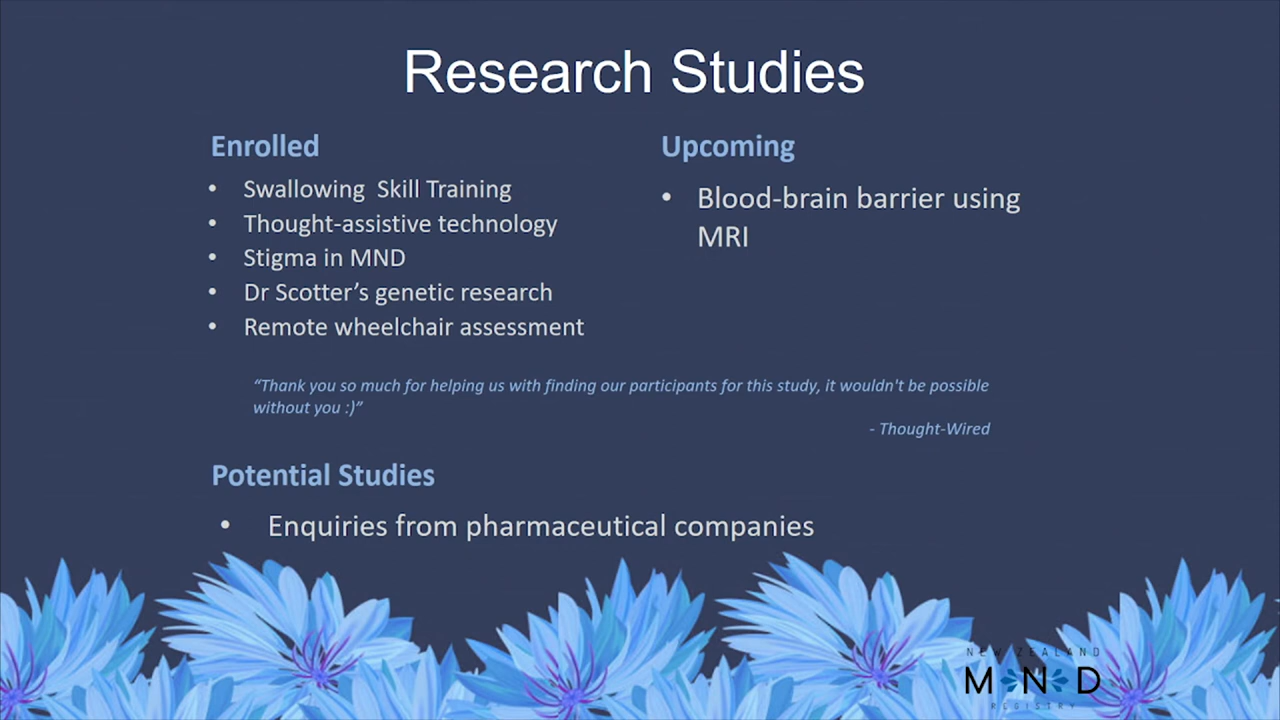 Research Studies
Enrolled
• Swallowing  Skill Training
• Thought-assistive technology
• Stigma in MND
• Dr Scotter’s genetic research
• Remote wheelchair assessment
Upcoming
• Blood-brain barrier using
MRI
“Thank you so much for helping us with finding our participants for this study, it wouldn't be possible
without you :)”
- Thought-Wired
Potential Studies
• Enquiries from pharmaceutical companies
NEW ZEALAND
MND
REGISTRY